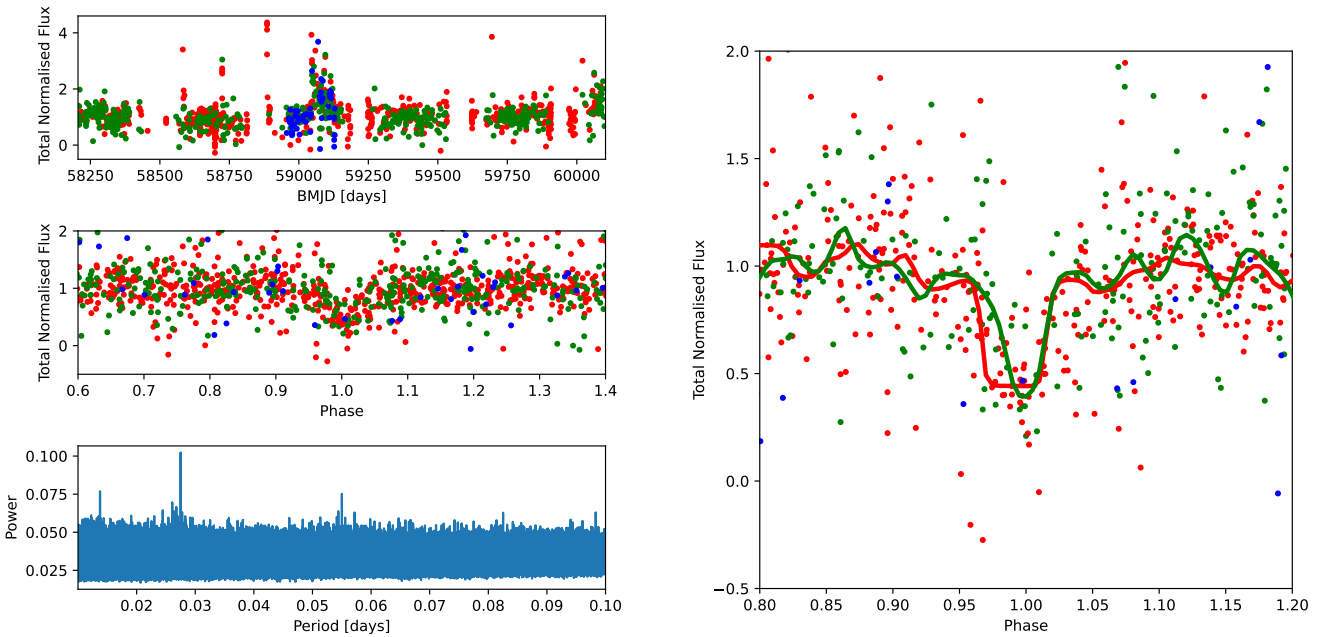 Total Normalised Flux
4
2
0
58250 58500 58750 59000 59250 59500 59750 60000
BMJD [days]
Total Normalised Flux
2
1
0
0.6 0.7 0.8 0.9 1.0 1.1 1.2 1.3 1.4
Phase
Power
0.100
0.075
0.050
0.025
0.02 0.03 0.04 0.05 0.06 0.07 0.08 0.09 0.10
Period [days]
Total Normalised Flux
2.0
1.5
1.0
0.5
0.0
−0.5
0.80 0.85 0.90 0.95 1.00 1.05 1.10 1.15 1.20
Phase